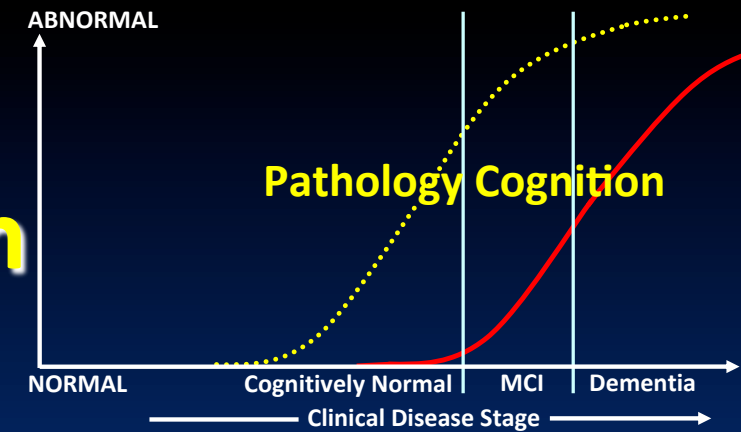 ABNORMAL
Pathology Cognition
n
NORMAL Cognitively Normal MCI Dementia
Clinical Disease Stage